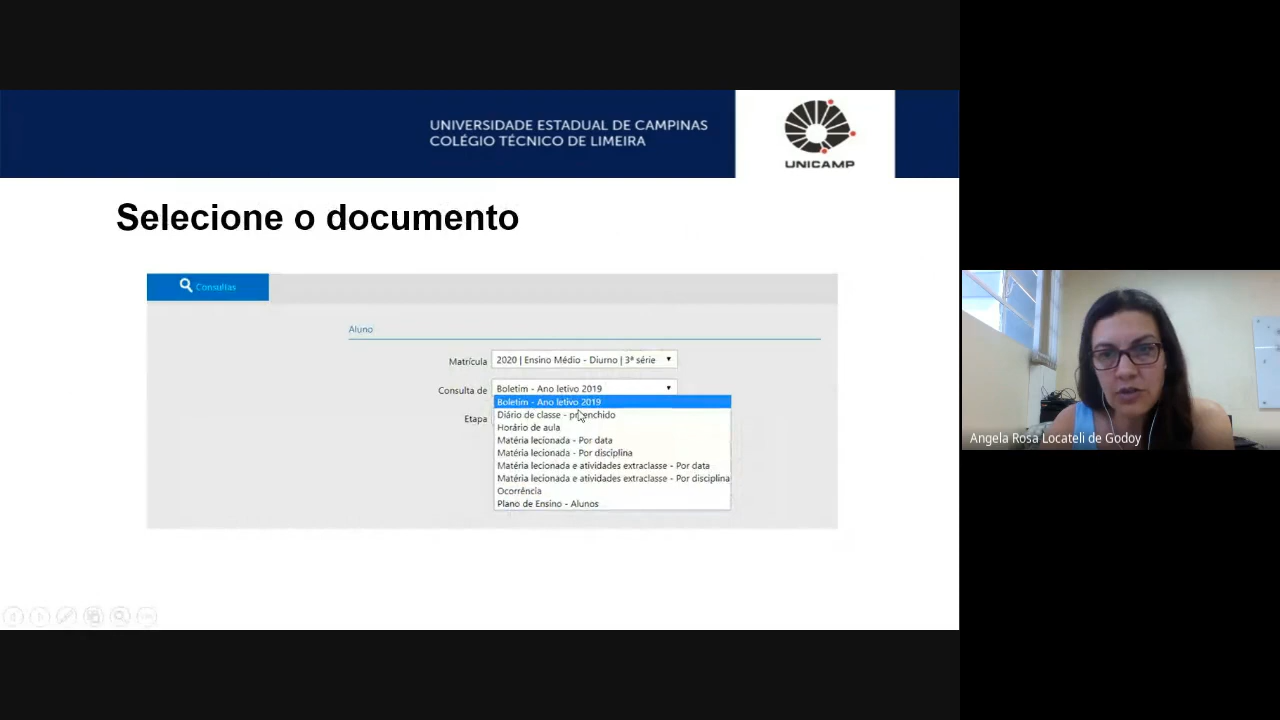 UNIVERSIDADE ESTADUAL DE CAMPINAS
COLÉGIO TÉCNICO DE LIMEIRA
UNICAMP
Selecione o documento
Consultas
Aluno
Matrícula 2020 | Ensino Médio - Diurno | 3ª série
Consulta de Boletim - Ano letivo 2019
Boletim - Ano letivo 2019
Etapa
Diário de classe - preenchido
Horário de aula
Matéria lecionada - Por data
Matéria lecionada - Por disciplina
Matéria lecionada e atividades extraclasse - Por data
Matéria lecionada e atividades extraclasse - Por disciplina
Ocorrência
Plano de Ensino - Alunos
Angela Rosa Locateli de Godoy